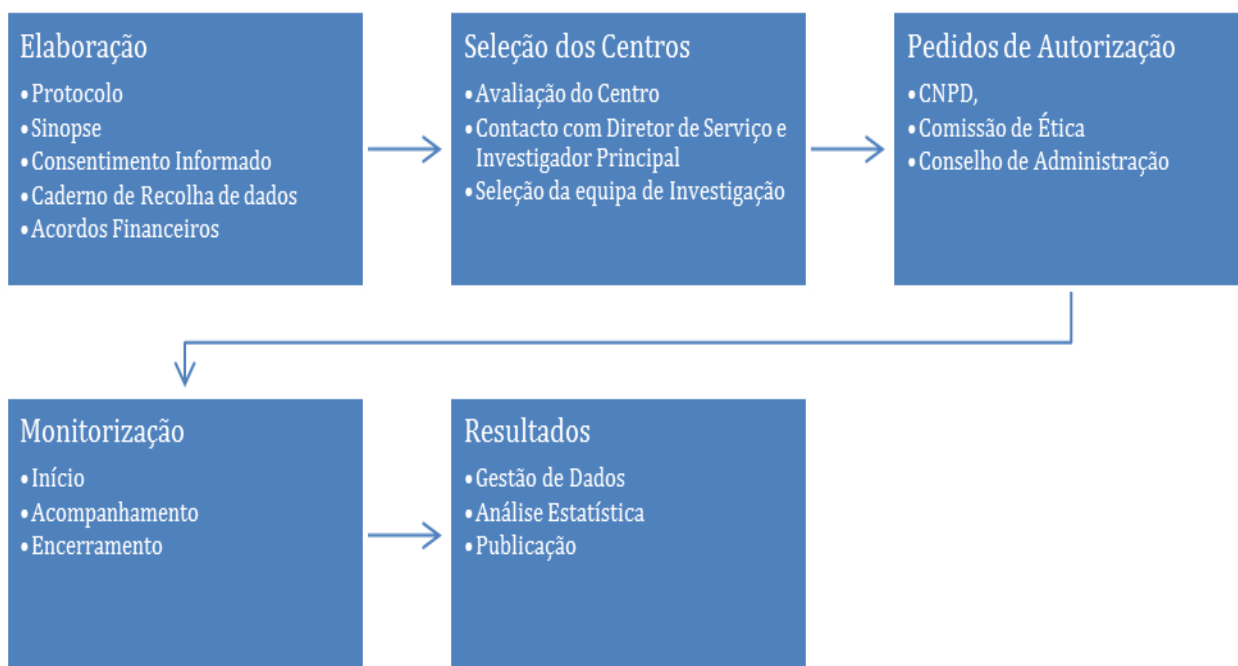 Elaboração
•Protocolo
•Sinopse
•Consentimento Informado
•Caderno de Recolha de dados
•Acordos Financeiros
Seleção dos Centros
•Avaliação do Centro
•Contacto com Diretor de Serviço e
Investigador Principal
•Seleção da equipa de Investigação
Pedidos de Autorização
•CNPD,
•Comissão de Ética
•Conselho de Administração
Monitorização
•Início
•Acompanhamento
•Encerramento
Resultados
•Gestão de Dados
•Análise Estatística
•Publicação